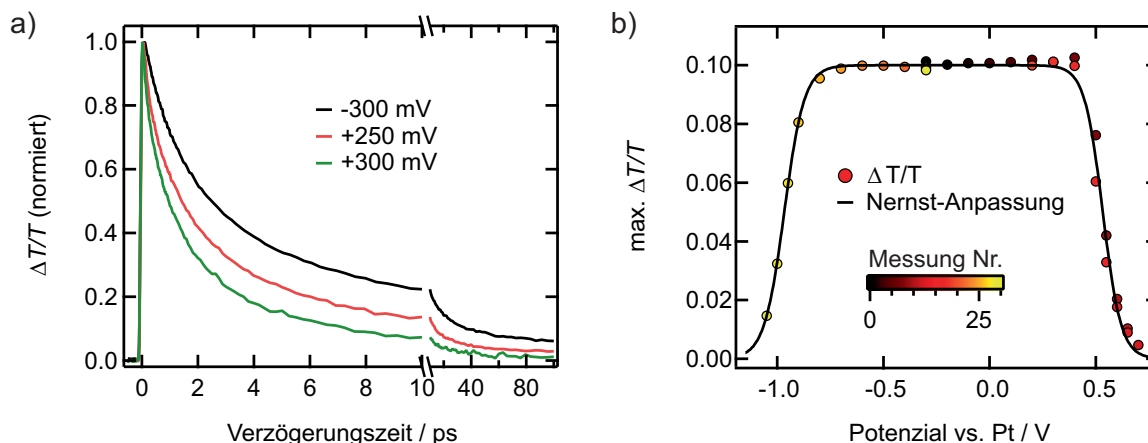 a)
1.0
0.8
0.6
0.4
0.2
0.0
ΔT/T (normiert)
-300 mV
+250 mV
+300 mV
0
2
4
6
8
10
40
80
Verzögerungszeit / ps
b)
0.10
0.08
0.06
0.04
0.02
0.00
max. ΔT/T
ΔT/T
Nernst-Anpassung
Messung Nr.
0
25
-1.0
-0.5
0.0
0.5
Potenzial vs. Pt / V